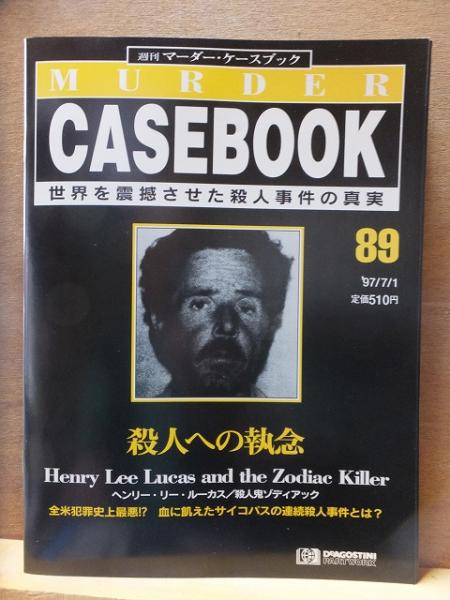 週刊 マーダー・ケースブック
MURDER
CASEBOOK
世界を震撼させた殺人事件の真実
89
'97/7/1
定価510円
殺人への執念
Henry Lee Lucas and the Zodiac Killer
ヘンリー・リー・ルーカス／殺人鬼ゾディアック
全米犯罪史上最悪!? 血に飢えたサイコパスの連続殺人事件とは？
DEAGOSTINI
PARTWORK